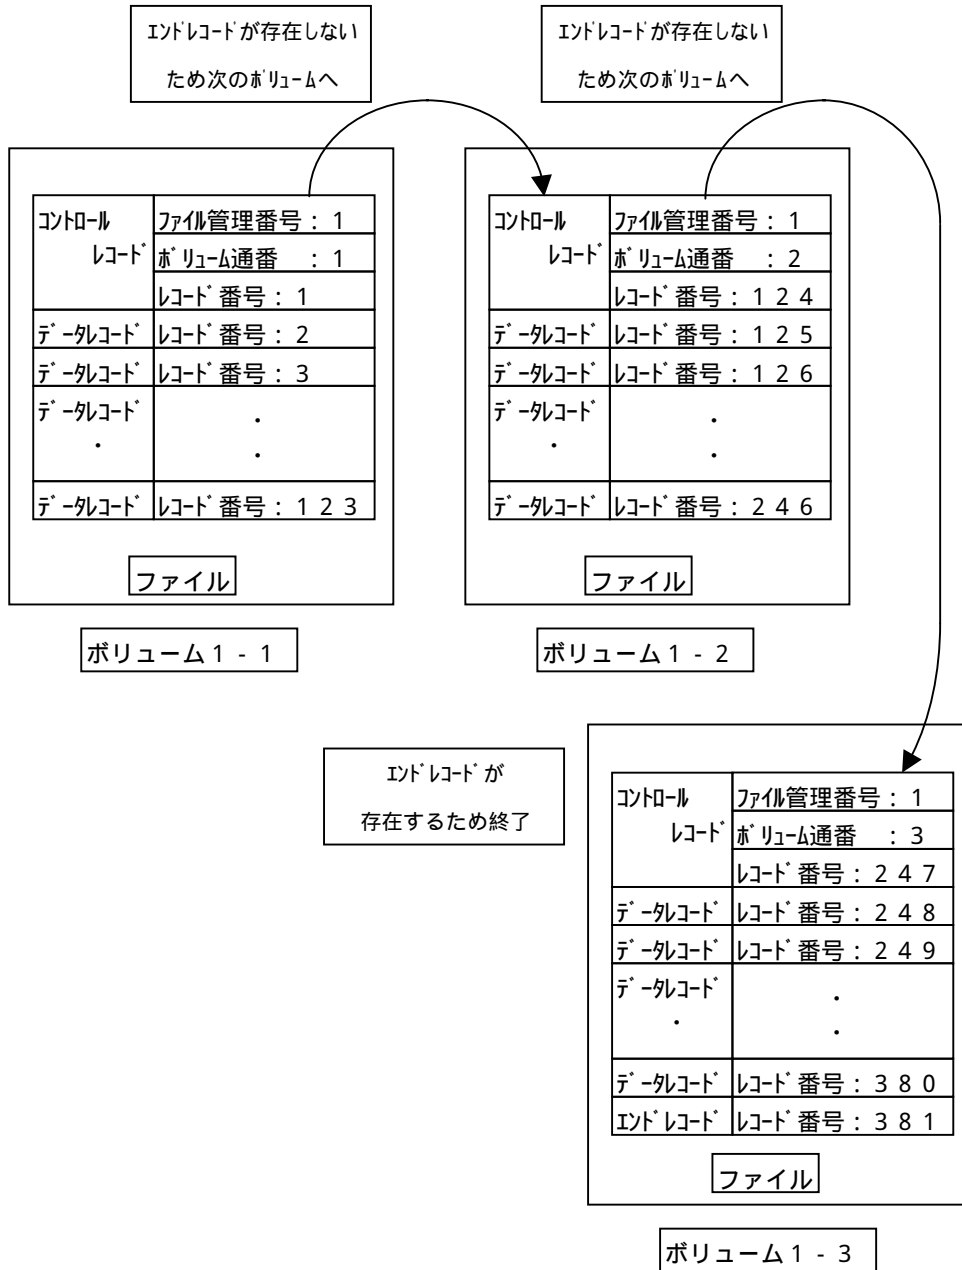 ｴﾝﾄﾞﾚｺｰﾄﾞが存在しない
ため次のﾎﾞﾘｭｰﾑへ
ｴﾝﾄﾞﾚｺｰﾄﾞが存在しない
ため次のﾎﾞﾘｭｰﾑへ
ｺﾝﾄﾛｰﾙ
ﾚｺｰﾄﾞ
ﾌｧｲﾙ管理番号：１
ﾎﾞﾘｭｰﾑ通番　：１
ﾚｺｰﾄﾞ番号：１
ﾃﾞｰﾀﾚｺｰﾄﾞ ﾚｺｰﾄﾞ番号：２
ﾃﾞｰﾀﾚｺｰﾄﾞ ﾚｺｰﾄﾞ番号：３
ﾃﾞｰﾀﾚｺｰﾄﾞ
・
・
・
ﾃﾞｰﾀﾚｺｰﾄﾞ ﾚｺｰﾄﾞ番号：１２３
ファイル
ボリューム１‐１
ｺﾝﾄﾛｰﾙ
ﾚｺｰﾄﾞ
ﾌｧｲﾙ管理番号：１
ﾎﾞﾘｭｰﾑ通番　：２
ﾚｺｰﾄﾞ番号：１２４
ﾃﾞｰﾀﾚｺｰﾄﾞ ﾚｺｰﾄﾞ番号：１２５
ﾃﾞｰﾀﾚｺｰﾄﾞ ﾚｺｰﾄﾞ番号：１２６
ﾃﾞｰﾀﾚｺｰﾄﾞ
・
・
・
ﾃﾞｰﾀﾚｺｰﾄﾞ ﾚｺｰﾄﾞ番号：２４６
ファイル
ボリューム１‐２
ｴﾝﾄﾞﾚｺｰﾄﾞが
存在するため終了
ｺﾝﾄﾛｰﾙ
ﾚｺｰﾄﾞ
ﾌｧｲﾙ管理番号：１
ﾎﾞﾘｭｰﾑ通番　：３
ﾚｺｰﾄﾞ番号：２４７
ﾃﾞｰﾀﾚｺｰﾄﾞ ﾚｺｰﾄﾞ番号：２４８
ﾃﾞｰﾀﾚｺｰﾄﾞ ﾚｺｰﾄﾞ番号：２４９
ﾃﾞｰﾀﾚｺｰﾄﾞ
・
・
・
ﾃﾞｰﾀﾚｺｰﾄﾞ ﾚｺｰﾄﾞ番号：３８０
ｴﾝﾄﾞﾚｺｰﾄﾞ ﾚｺｰﾄﾞ番号：３８１
ファイル
ボリューム１‐３